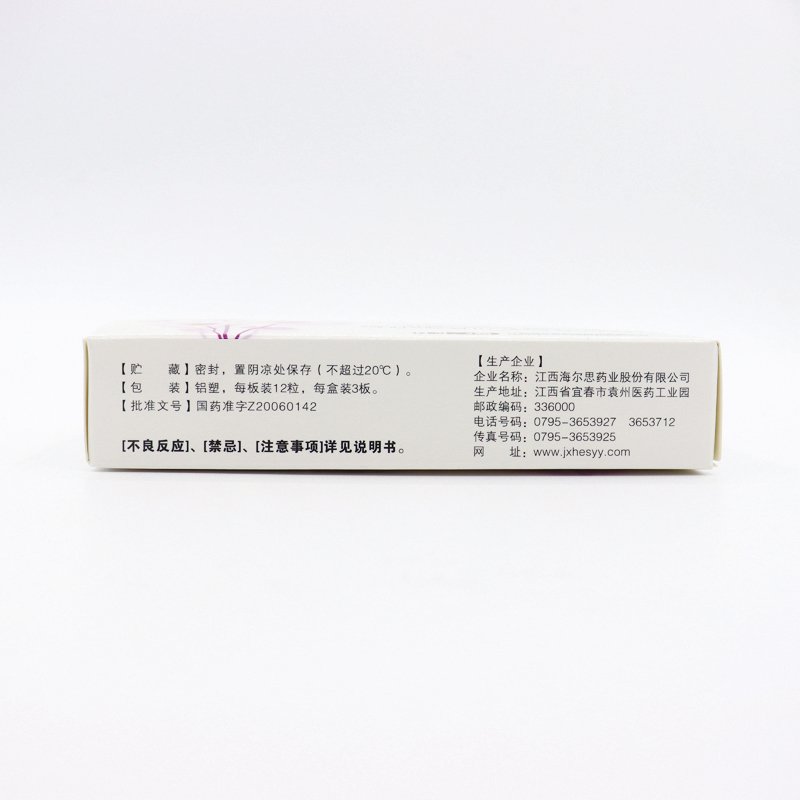 【贮　　藏】密封，置阴凉处保存（不超过20℃）。
【包　　装】铝塑，每板装12粒，每盒装3板。
【批准文号】国药准字Z20060142
[不良反应]、[禁忌]、[注意事项]详见说明书。
【生产企业】
企业名称：江西海尔思药业股份有限公司
生产地址：江西省宜春市袁州医药工业园
邮政编码：336000
电话号码：0795-3653927　3653712
传真号码：0795-3653925
网　　址：www.jxhesyy.com